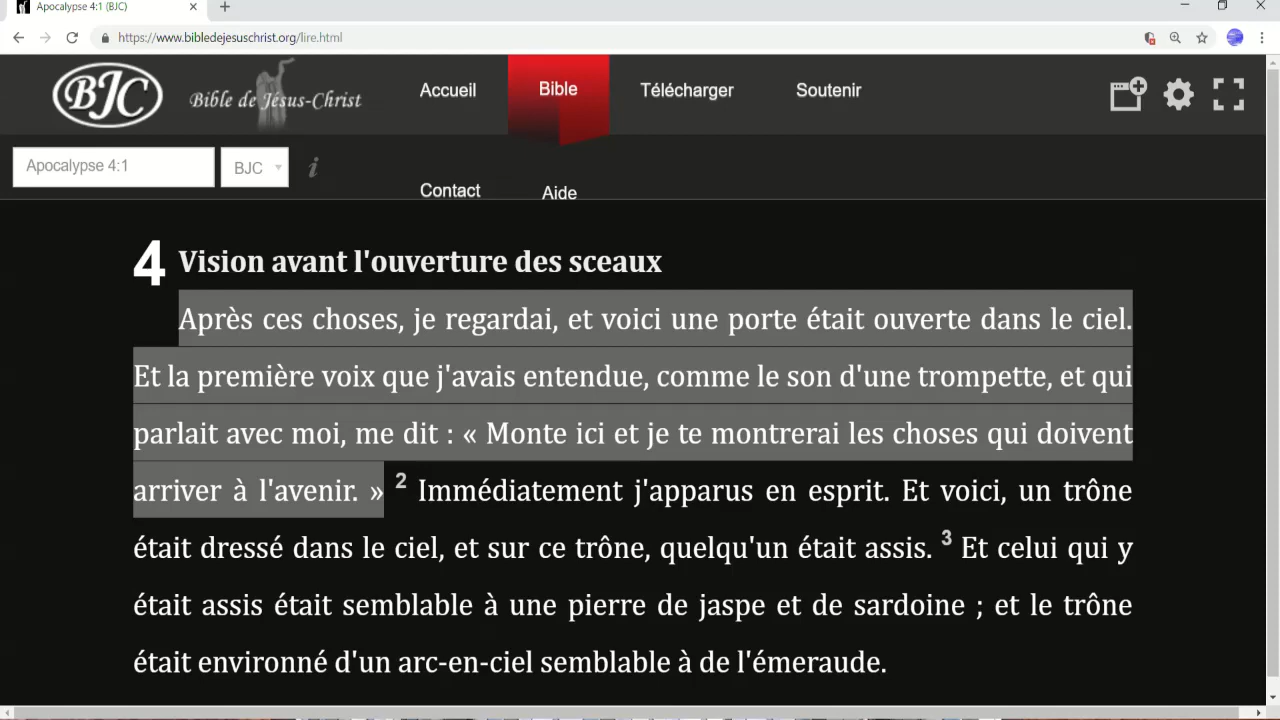 Apocalypse 4:1 (BJC)
https://www.bibledejesuschrist.org/lire.html
BJC
Bible de Jésus-Christ
Accueil
Bible
Télécharger
Soutenir
Apocalypse 4:1
BJC
i
Contact
Aide
4 Vision avant l'ouverture des sceaux
Après ces choses, je regardai, et voici une porte était ouverte dans le ciel.
Et la première voix que j'avais entendue, comme le son d'une trompette, et qui
parlait avec moi, me dit : « Monte ici et je te montrerai les choses qui doivent
arriver à l'avenir. » 2 Immédiatement j'apparus en esprit. Et voici, un trône
était dressé dans le ciel, et sur ce trône, quelqu'un était assis. 3 Et celui qui y
était assis était semblable à une pierre de jaspe et de sardoine ; et le trône
était environné d'un arc-en-ciel semblable à de l'émeraude.